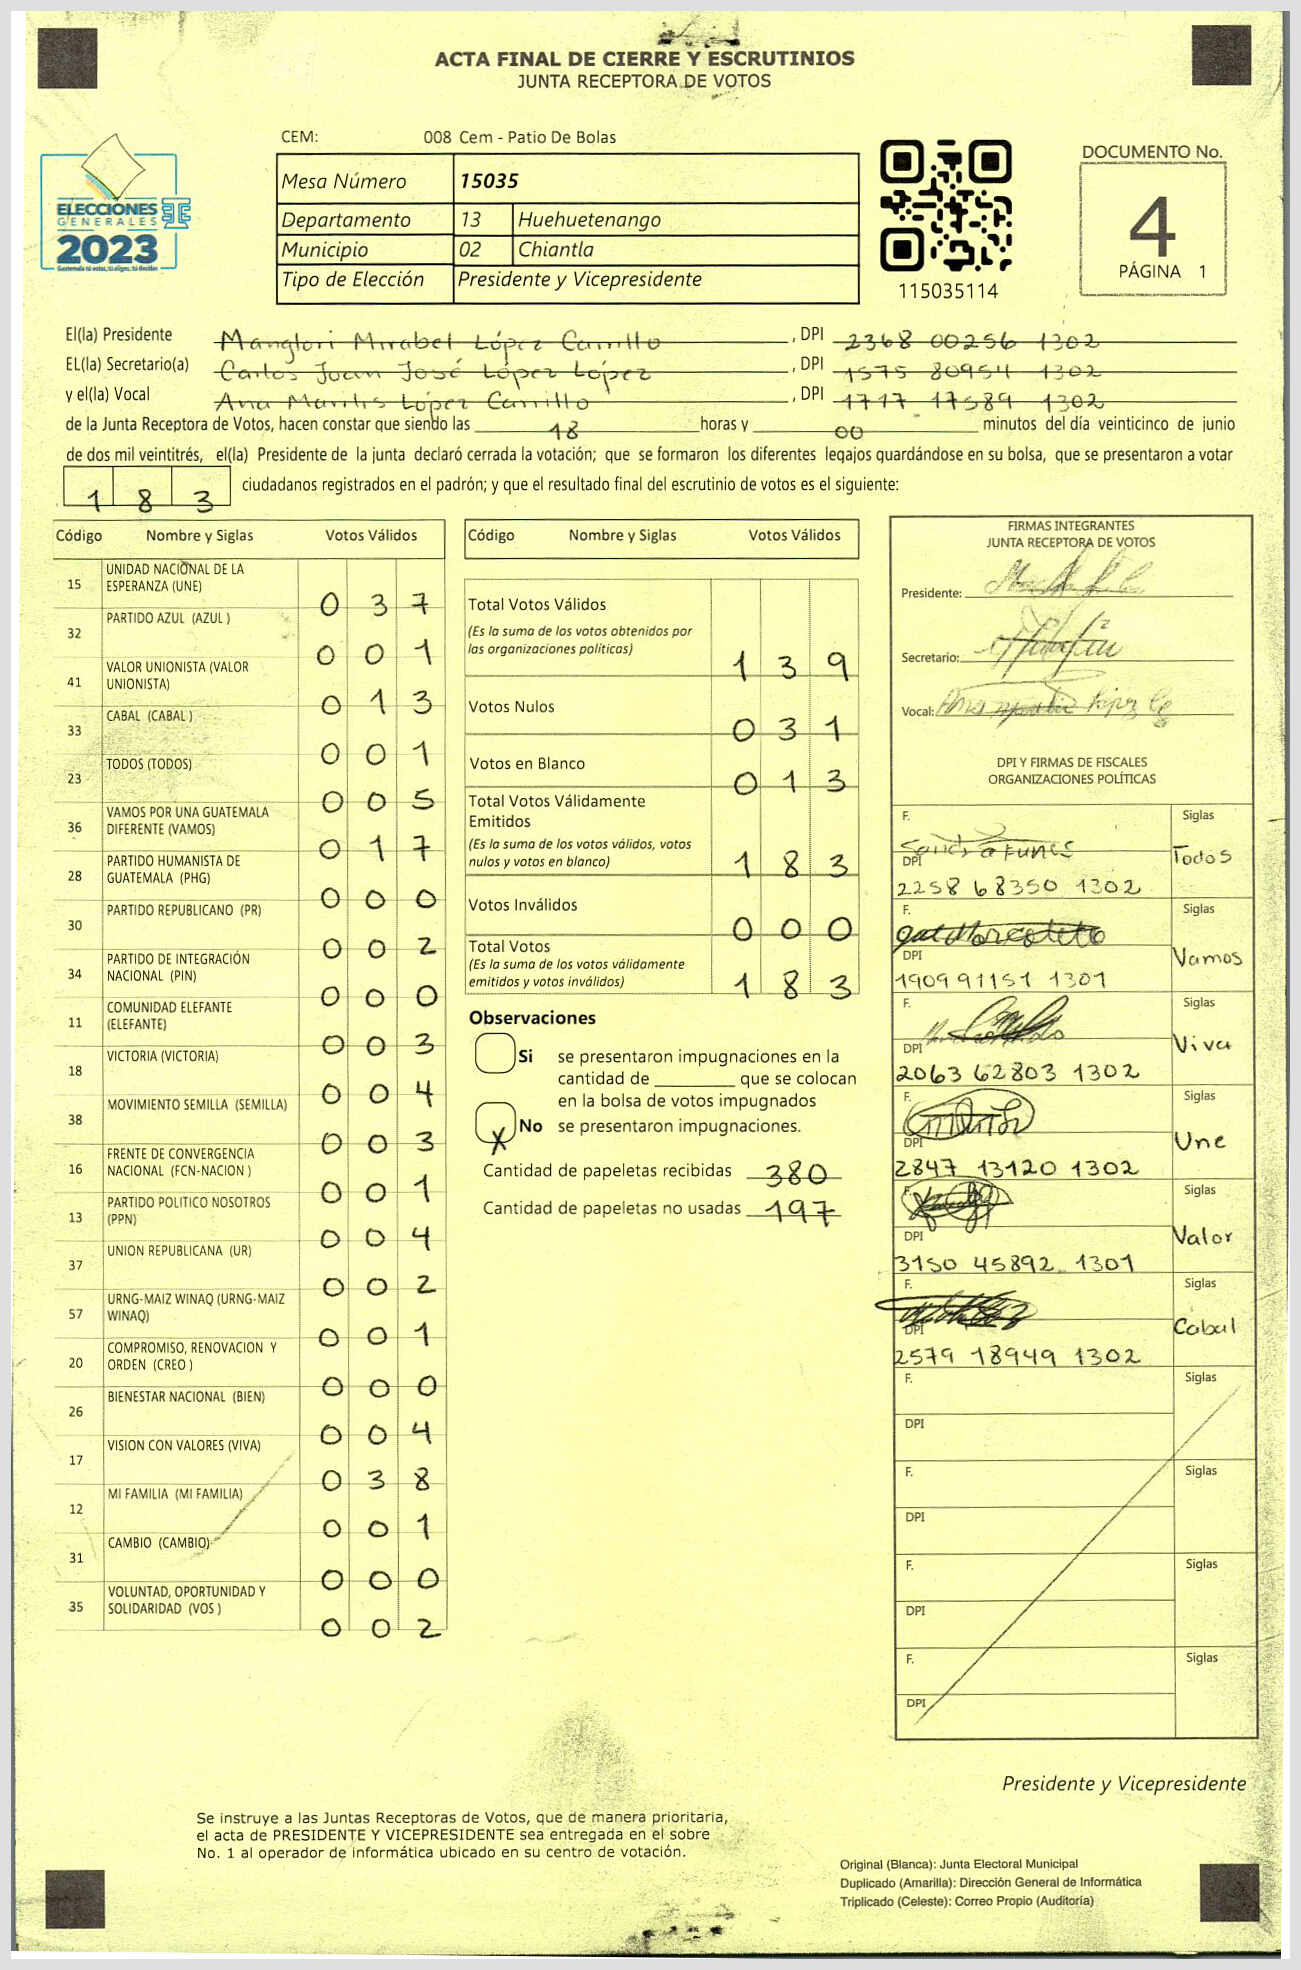 ACTA FINAL DE CIERRE Y ESCRUTINIOS
JUNTA RECEPTORA DE VOTOS
CEM: 008 Cem - Patio De Bolas
Mesa Número 15035
Departamento 13 Huehuetenango
Municipio 02 Chiantla
Tipo de Elección Presidente y Vicepresidente
ELECCIONES
GENERALES
2023
Guatemala tú votas, tú eliges, tú decides
115035114
DOCUMENTO No.
4
PÁGINA 1
El(la) Presidente Manglori Mirabel López Carrillo, DPI 2368 00256 1302
EL(la) Secretario(a) Carlos Juan José López López, DPI 1575 80954 1302
y el(la) Vocal Ana Marilis López Carrillo, DPI 1717 17589 1302
de la Junta Receptora de Votos, hacen constar que siendo las 18 horas y 00 minutos del día veinticinco de junio
de dos mil veintitrés, el(la) Presidente de la junta declaró cerrada la votación; que se formaron los diferentes legajos guardándose en su bolsa, que se presentaron a votar
1 8 3 ciudadanos registrados en el padrón; y que el resultado final del escrutinio de votos es el siguiente:
Código Nombre y Siglas Votos Válidos
15 UNIDAD NACIONAL DE LA
ESPERANZA (UNE) 0 3 7
32 PARTIDO AZUL (AZUL ) 0 0 1
41 VALOR UNIONISTA (VALOR
UNIONISTA) 0 1 3
33 CABAL (CABAL ) 0 0 1
23 TODOS (TODOS) 0 0 5
36 VAMOS POR UNA GUATEMALA
DIFERENTE (VAMOS) 0 1 7
28 PARTIDO HUMANISTA DE
GUATEMALA (PHG) 0 0 0
30 PARTIDO REPUBLICANO (PR) 0 0 2
34 PARTIDO DE INTEGRACIÓN
NACIONAL (PIN) 0 0 0
11 COMUNIDAD ELEFANTE
(ELEFANTE) 0 0 3
18 VICTORIA (VICTORIA) 0 0 4
38 MOVIMIENTO SEMILLA (SEMILLA) 0 0 3
16 FRENTE DE CONVERGENCIA
NACIONAL (FCN-NACION ) 0 0 1
13 PARTIDO POLITICO NOSOTROS
(PPN) 0 0 4
37 UNION REPUBLICANA (UR) 0 0 2
57 URNG-MAIZ WINAQ (URNG-MAIZ
WINAQ) 0 0 1
20 COMPROMISO, RENOVACION Y
ORDEN (CREO ) 0 0 0
26 BIENESTAR NACIONAL (BIEN) 0 0 4
17 VISION CON VALORES (VIVA) 0 3 8
12 MI FAMILIA (MI FAMILIA) 0 0 1
31 CAMBIO (CAMBIO) 0 0 0
35 VOLUNTAD, OPORTUNIDAD Y
SOLIDARIDAD (VOS ) 0 0 2
Código Nombre y Siglas Votos Válidos
Total Votos Válidos
(Es la suma de los votos obtenidos por
las organizaciones políticas) 1 3 9
Votos Nulos 0 3 1
Votos en Blanco 0 1 3
Total Votos Válidamente
Emitidos
(Es la suma de los votos válidos, votos
nulos y votos en blanco) 1 8 3
Votos Inválidos 0 0 0
Total Votos
(Es la suma de los votos válidamente
emitidos y votos inválidos) 1 8 3
Observaciones
Si se presentaron impugnaciones en la
cantidad de ________ que se colocan
en la bolsa de votos impugnados
X No se presentaron impugnaciones.
Cantidad de papeletas recibidas 380
Cantidad de papeletas no usadas 197
FIRMAS INTEGRANTES
JUNTA RECEPTORA DE VOTOS
Presidente:
Secretario:
Vocal:
DPI Y FIRMAS DE FISCALES
ORGANIZACIONES POLÍTICAS
F. Sandra Funes Siglas
DPI Todos
2258 68350 1302
F. Siglas
DPI Vamos
1909 91151 1301
F. Siglas
DPI Viva
2063 62803 1302
F. Siglas
DPI Une
2847 13120 1302
F. Siglas
DPI Valor
3150 45892 1301
F. Siglas
DPI Cabal
2579 18949 1302
F. Siglas
DPI
F. Siglas
DPI
F. Siglas
DPI
F. Siglas
DPI
Presidente y Vicepresidente
Se instruye a las Juntas Receptoras de Votos, que de manera prioritaria,
el acta de PRESIDENTE Y VICEPRESIDENTE sea entregada en el sobre
No. 1 al operador de informática ubicado en su centro de votación.
Original (Blanca): Junta Electoral Municipal
Duplicado (Amarilla): Dirección General de Informática
Triplicado (Celeste): Correo Propio (Auditoría)